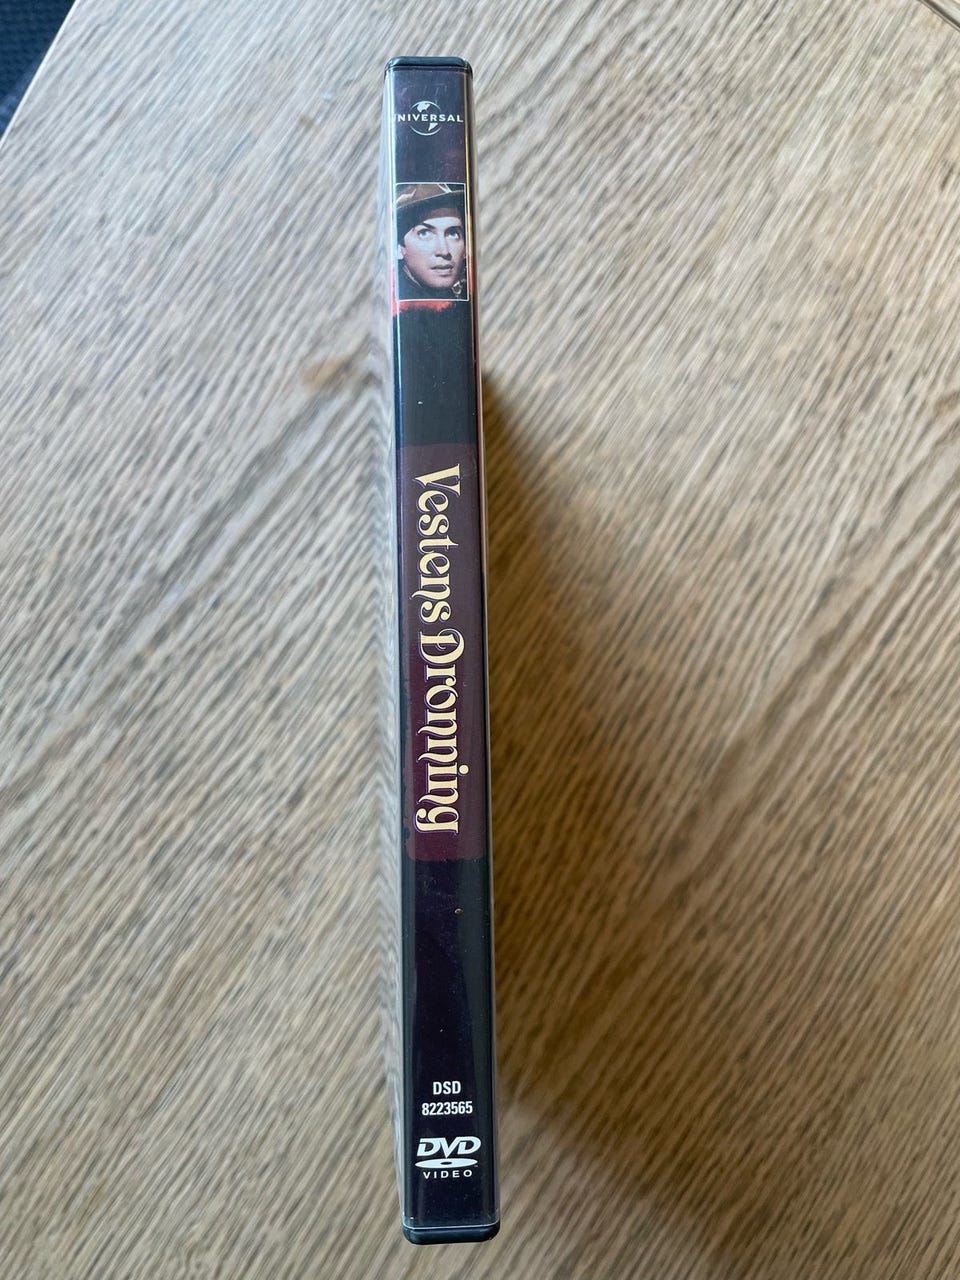 UNIVERSAL
Vestens Dronning
DSD
8223565
DVD
VIDEO